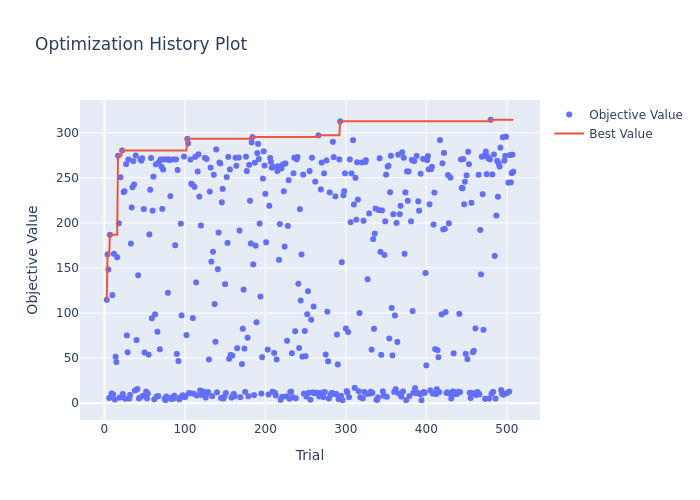 Optimization History Plot
Objective Value
Best Value
300
250
200
150
100
50
0
0 100 200 300 400 500
Objective Value
Trial